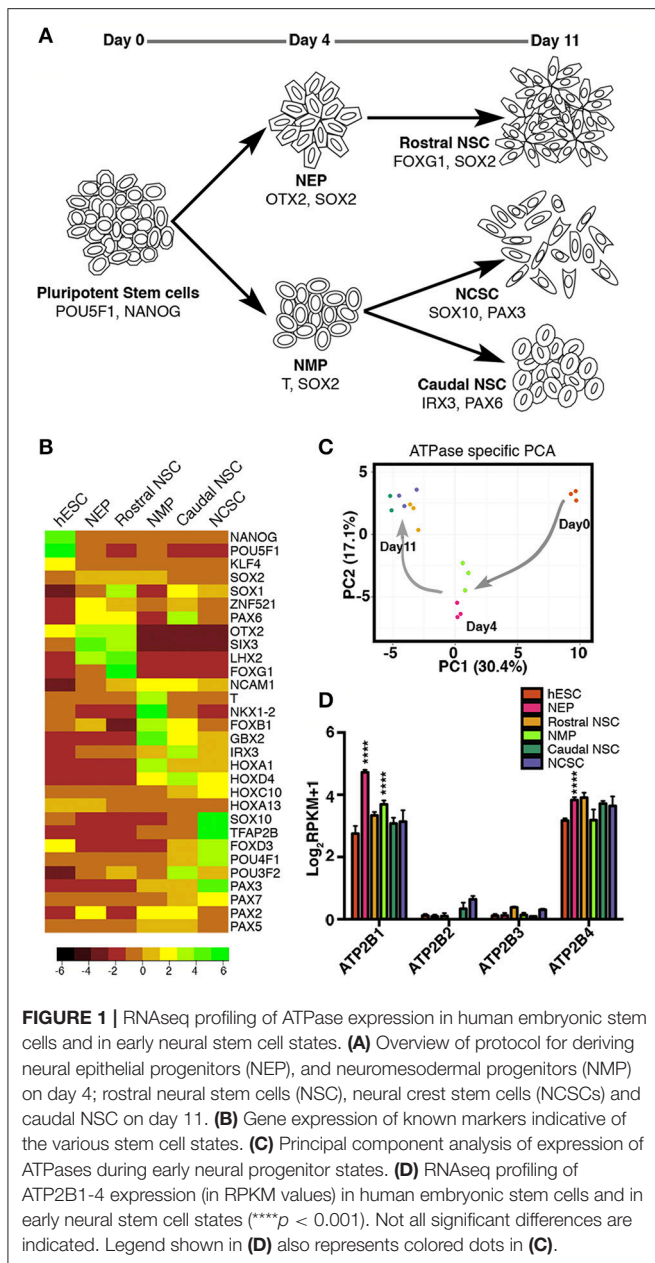 A
Day 0 Day 4 Day 11
NEP
OTX2, SOX2
Rostral NSC
FOXG1, SOX2
Pluripotent Stem cells
POU5F1, NANOG
NMP
T, SOX2
NCSC
SOX10, PAX3
Caudal NSC
IRX3, PAX6
B
hESC
NEP
Rostral NSC
NMP
Caudal NSC
NCSC
NANOG
POU5F1
KLF4
SOX2
SOX1
ZNF521
PAX6
OTX2
SIX3
LHX2
FOXG1
NCAM1
T
NKX1-2
FOXB1
GBX2
IRX3
HOXA1
HOXD4
HOXC10
HOXA13
SOX10
TFAP2B
FOXD3
POU4F1
POU3F2
PAX3
PAX7
PAX2
PAX5
-6 -4 -2 0 2 4 6
C
ATPase specific PCA
5
0
-5
PC2 (17.1%)
Day0
Day11
Day4
-5 0 5 10
PC1 (30.4%)
D
hESC
NEP
Rostral NSC
NMP
Caudal NSC
NCSC
6
4
2
0
Log2RPKM+1
****
****
****
ATP2B1
ATP2B2
ATP2B3
ATP2B4
FIGURE 1 | RNAseq profiling of ATPase expression in human embryonic stem
cells and in early neural stem cell states. (A) Overview of protocol for deriving
neural epithelial progenitors (NEP), and neuromesodermal progenitors (NMP)
on day 4; rostral neural stem cells (NSC), neural crest stem cells (NCSCs) and
caudal NSC on day 11. (B) Gene expression of known markers indicative of
the various stem cell states. (C) Principal component analysis of expression of
ATPases during early neural progenitor states. (D) RNAseq profiling of
ATP2B1-4 expression (in RPKM values) in human embryonic stem cells and in
early neural stem cell states (****p < 0.001). Not all significant differences are
indicated. Legend shown in (D) also represents colored dots in (C).